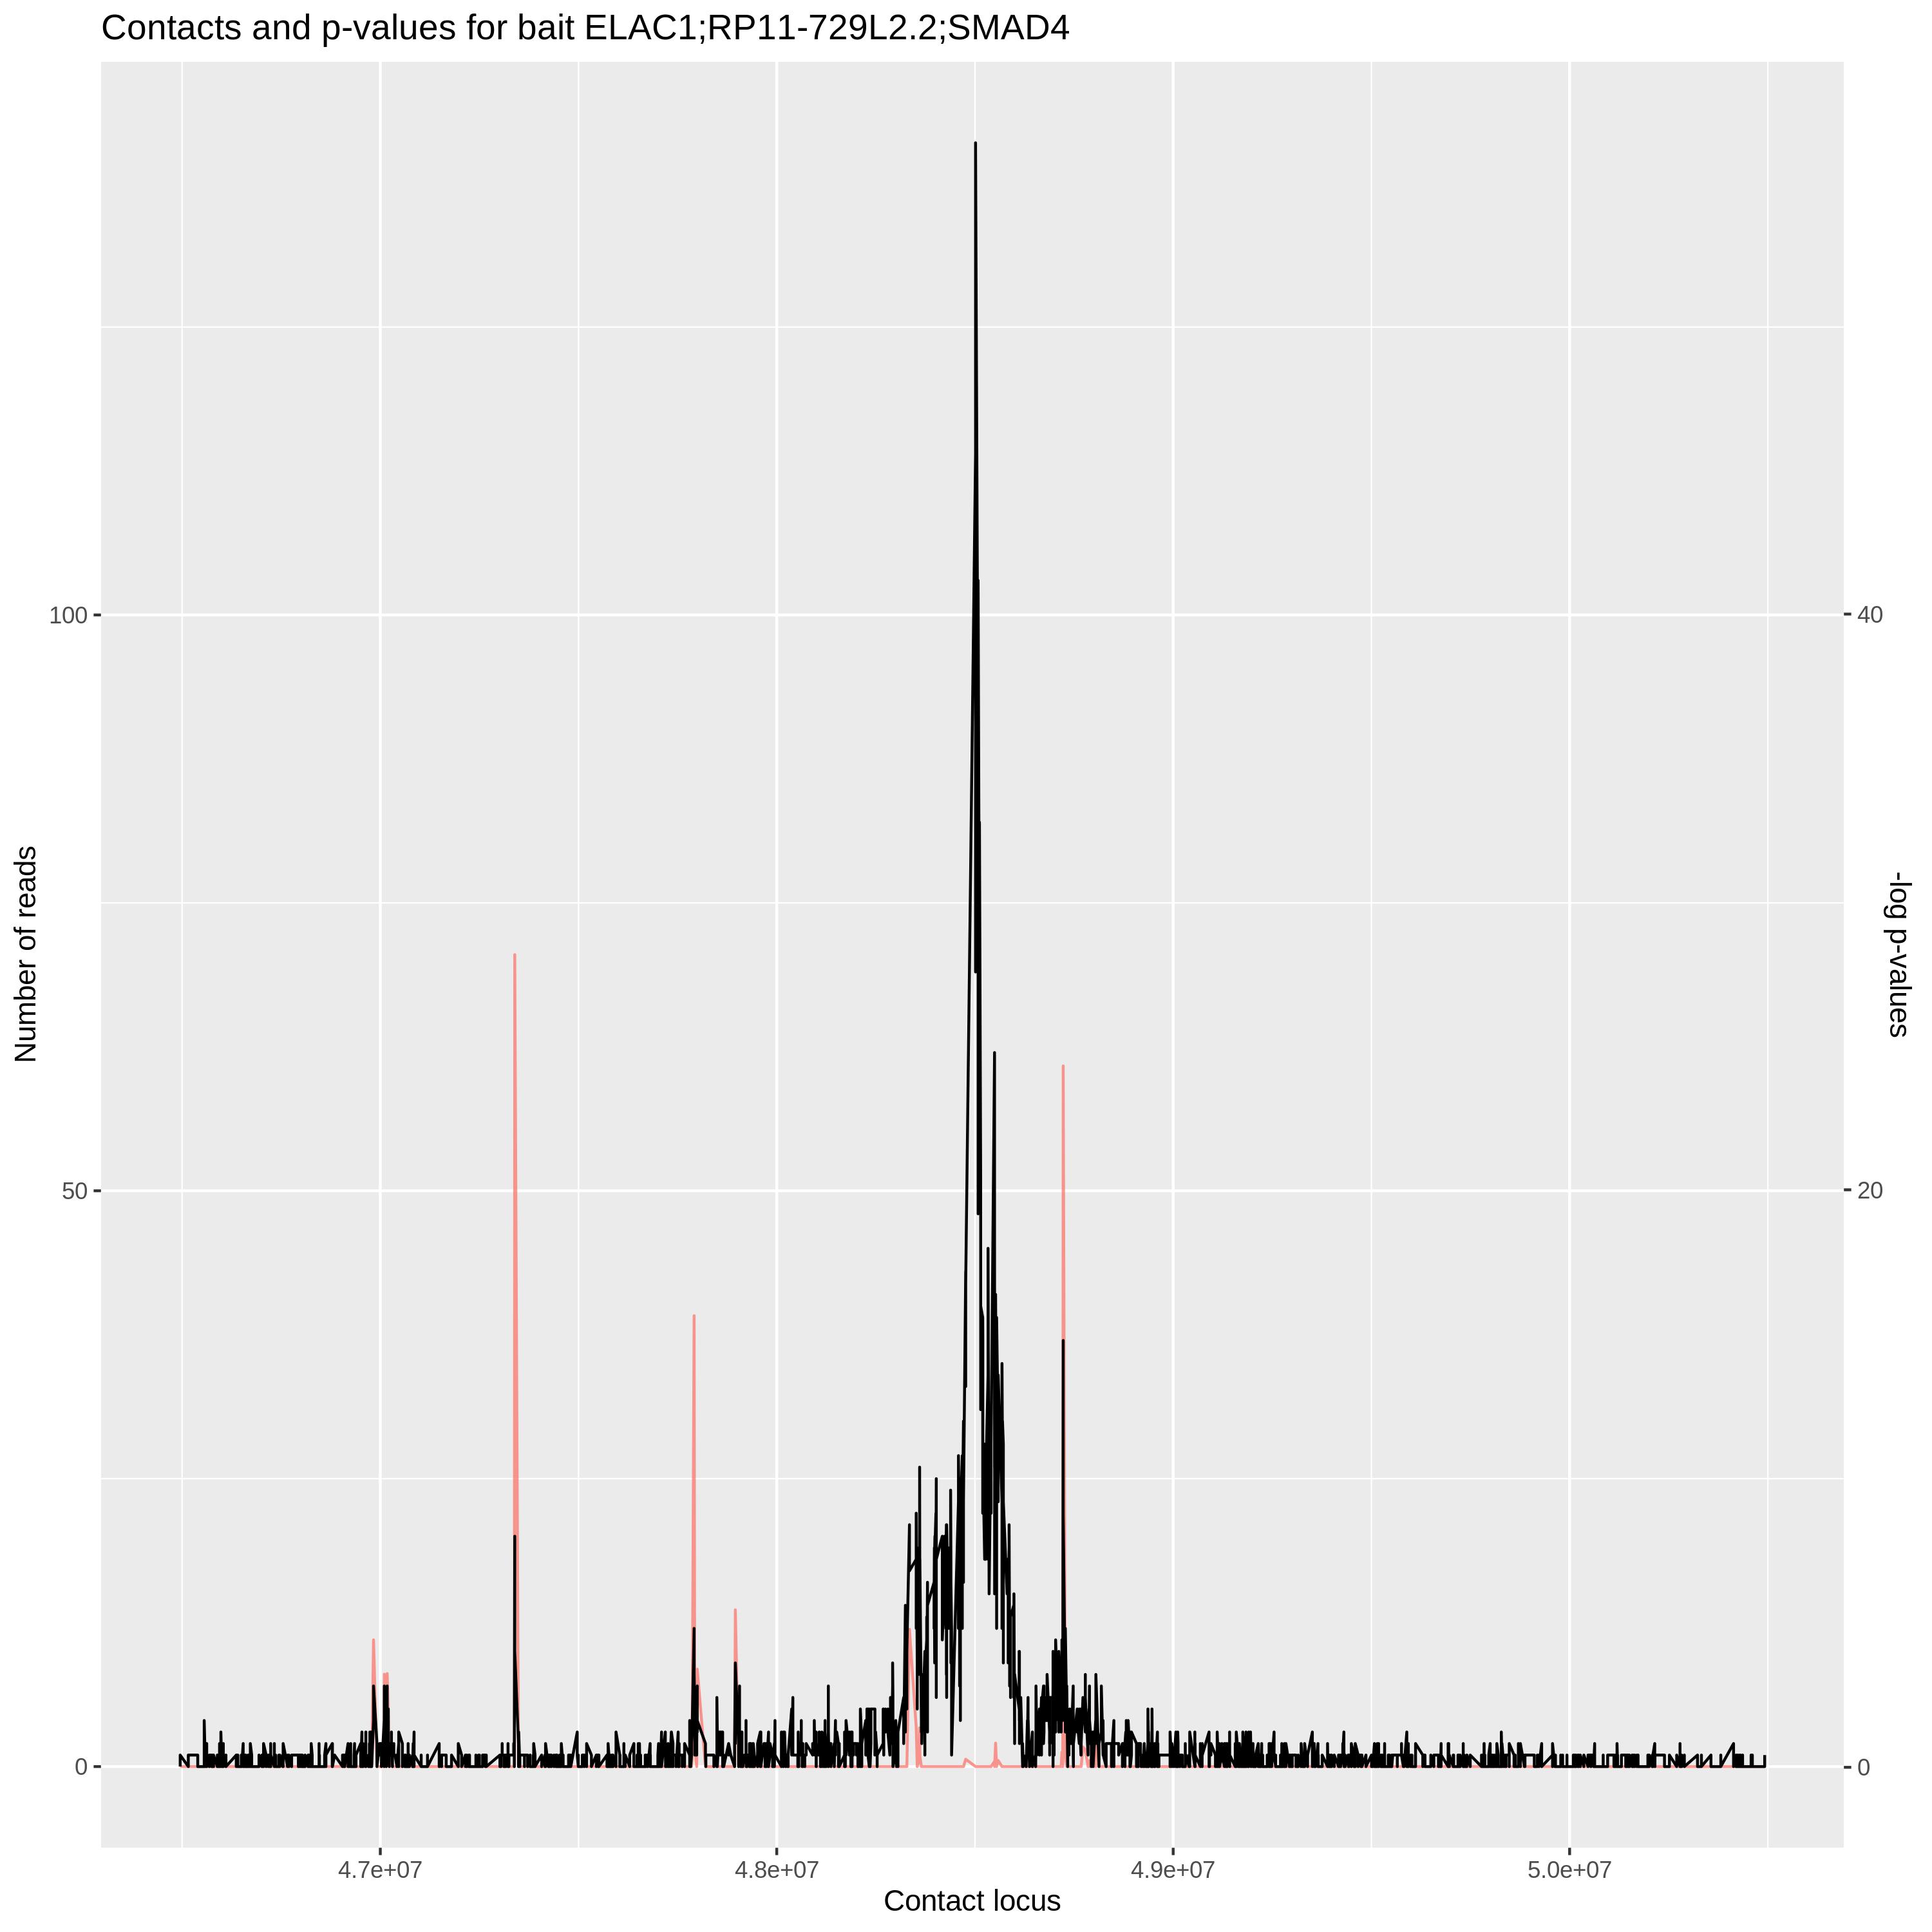 Contacts and p-values for bait ELAC1;RP11-729L2.2;SMAD4
100
50
0
Number of reads
40
20
0
-log p-values
4.7e+07
4.8e+07
4.9e+07
5.0e+07
Contact locus